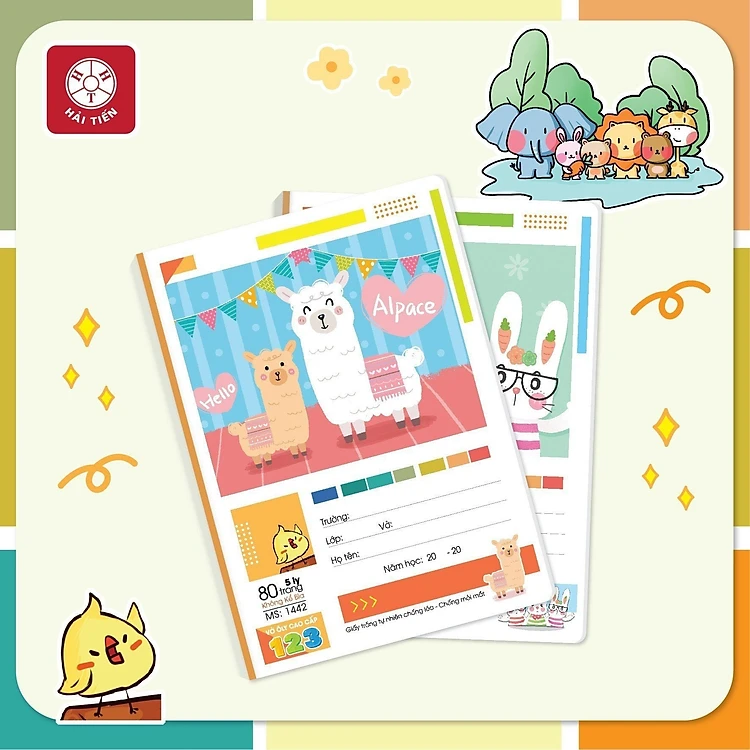 H H
T
HẢI TIẾN
Alpace
Hello
Trường:
Lớp: Vở:
Họ tên:
Năm học: 20 -20
5 ly
80 trang
Không Kể Bìa
MS: 1442
VỞ ÔLY CAO CẤP
123
Giấy trắng tự nhiên chống lóa - Chống mỏi mắt